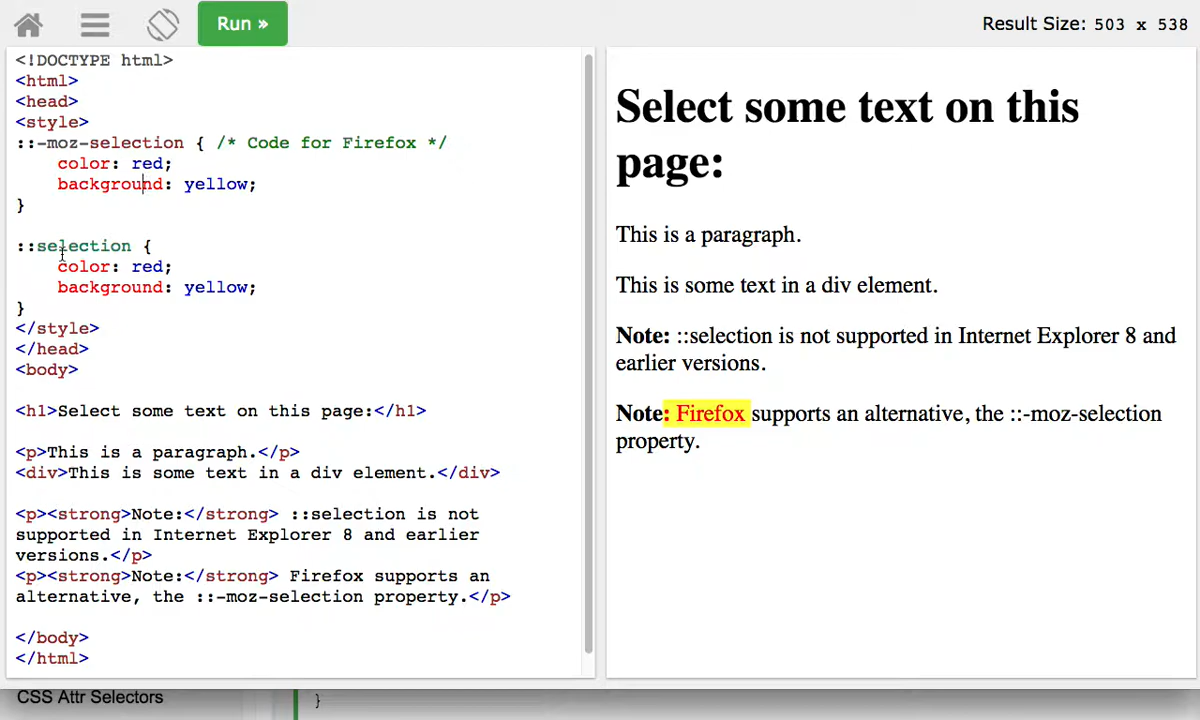 Run »
Result Size: 503 x 538
<!DOCTYPE html>
<html>
<head>
<style>
::-moz-selection { /* Code for Firefox */
    color: red;
    background: yellow;
}
::selection {
    color: red;
    background: yellow;
}
</style>
</head>
<body>
<h1>Select some text on this page:</h1>
<p>This is a paragraph.</p>
<div>This is some text in a div element.</div>
<p><strong>Note:</strong> ::selection is not
supported in Internet Explorer 8 and earlier
versions.</p>
<p><strong>Note:</strong> Firefox supports an
alternative, the ::-moz-selection property.</p>
</body>
</html>
Select some text on this
page:
This is a paragraph.
This is some text in a div element.
Note: ::selection is not supported in Internet Explorer 8 and
earlier versions.
Note: Firefox supports an alternative, the ::-moz-selection
property.
CSS Attr Selectors
}